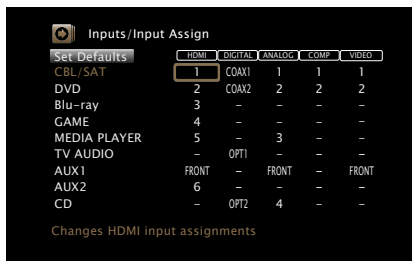 Inputs/Input Assign
Set Defaults HDMI DIGITAL ANALOG COMP VIDEO
CBL/SAT 1 COAX1 1 1 1
DVD 2 COAX2 2 2 2
Blu-ray 3 – – – –
GAME 4 – – – –
MEDIA PLAYER 5 – 3 – –
TV AUDIO – OPT1 – – –
AUX1 FRONT – FRONT – FRONT
AUX2 6 – – – –
CD – OPT2 4 – –
Changes HDMI input assignments